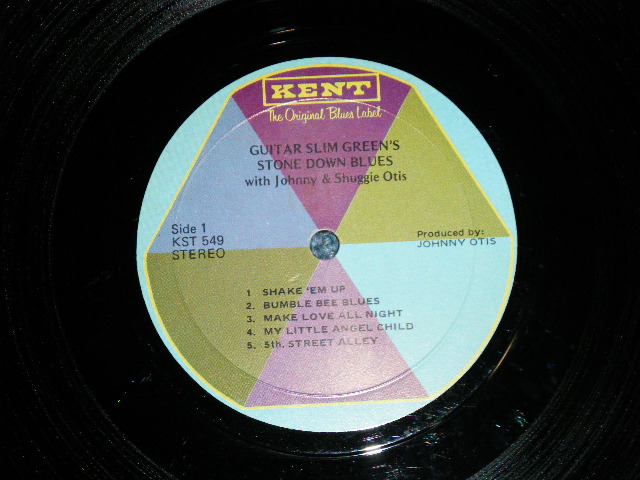 KENT
The Original Blues Label
GUITAR SLIM GREEN'S
STONE DOWN BLUES
with Johnny & Shuggie Otis
Side 1
KST 549
STEREO
Produced by:
JOHNNY OTIS
1 SHAKE 'EM UP
2. BUMBLE BEE BLUES
3. MAKE LOVE ALL NIGHT
4. MY LITTLE ANGEL CHILD
5. 5th. STREET ALLEY